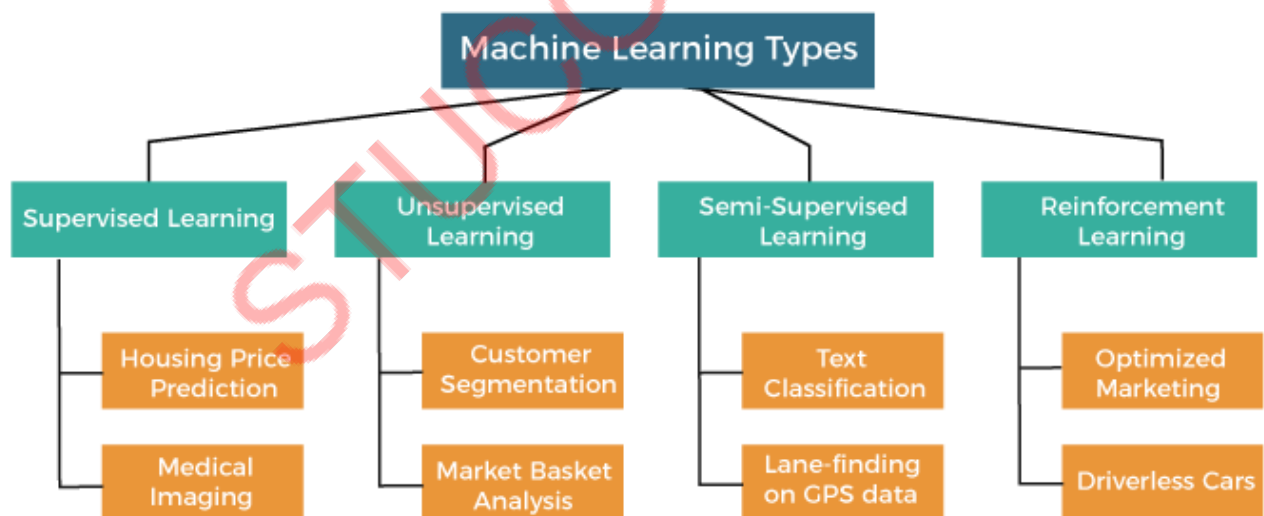 Machine Learning Types
Supervised Learning
Unsupervised
Learning
Semi-Supervised
Learning
Reinforcement
Learning
Housing Price
Prediction
Customer
Segmentation
Text
Classification
Optimized
Marketing
Medical
Imaging
Market Basket
Analysis
Lane-finding
on GPS data
Driverless Cars
STUCO